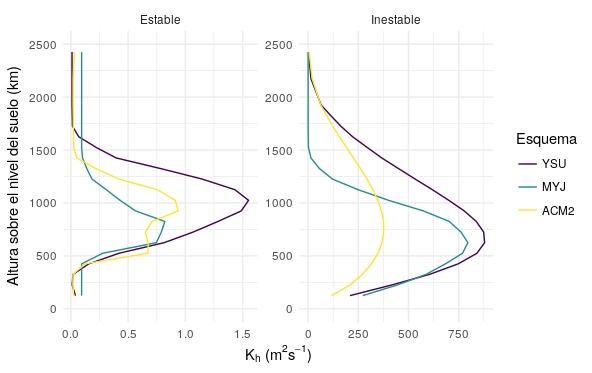 Estable
Inestable
Altura sobre el nivel del suelo (km)
2500
2000
1500
1000
500
0
2500
2000
1500
1000
500
0
0.0 0.5 1.0 1.5
0 250 500 750
K_h (m²s⁻¹)
Esquema
YSU
MYJ
ACM2